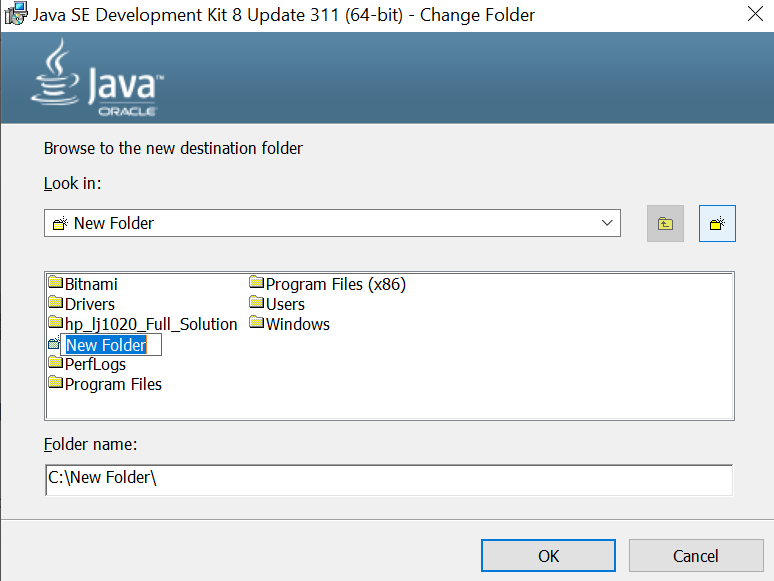 Java SE Development Kit 8 Update 311 (64-bit) - Change Folder
Java™
ORACLE
Browse to the new destination folder
Look in:
New Folder
Bitnami
Drivers
hp_lj1020_Full_Solution
New Folder
PerfLogs
Program Files
Program Files (x86)
Users
Windows
Folder name:
C:\New Folder\
OK
Cancel